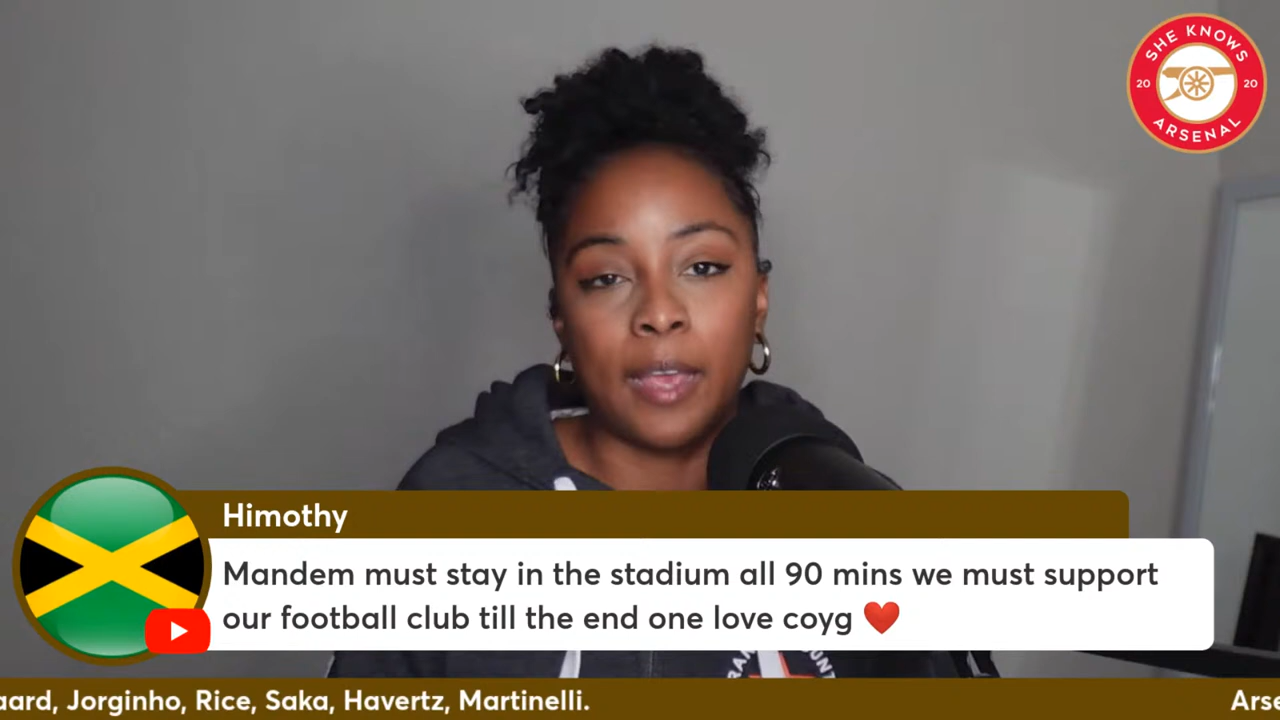 SHE KNOWS
20 20
ARSENAL
Himothy
Mandem must stay in the stadium all 90 mins we must support
our football club till the end one love coyg ❤️
aard, Jorginho, Rice, Saka, Havertz, Martinelli.
Arse